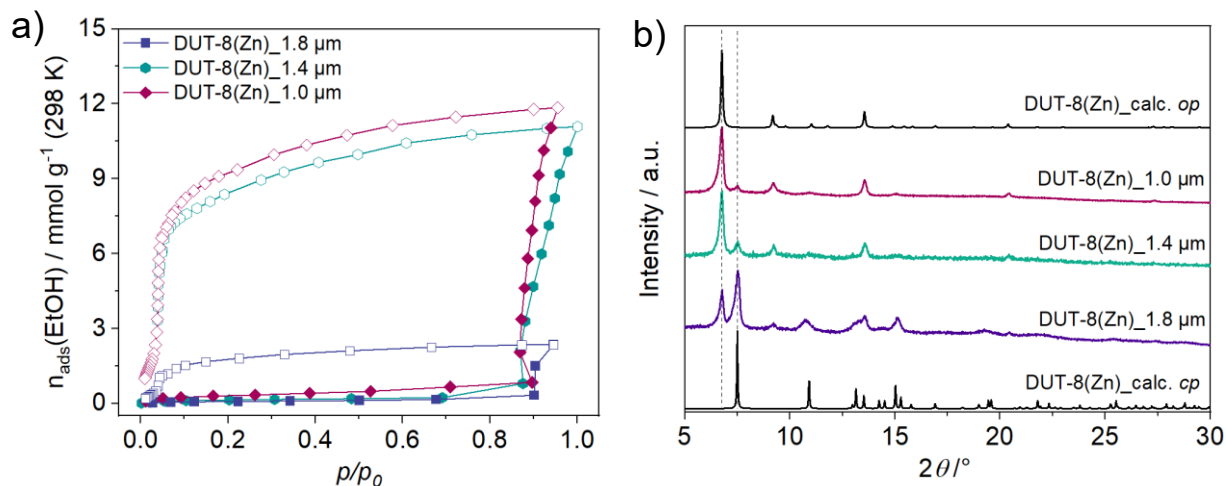 a)
n_ads(EtOH) / mmol g⁻¹ (298 K)
15
12
9
6
3
0
DUT-8(Zn)_1.8 µm
DUT-8(Zn)_1.4 µm
DUT-8(Zn)_1.0 µm
0.0 0.2 0.4 0.6 0.8 1.0
p/p₀
b)
Intensity / a.u.
DUT-8(Zn)_calc. op
DUT-8(Zn)_1.0 µm
DUT-8(Zn)_1.4 µm
DUT-8(Zn)_1.8 µm
DUT-8(Zn)_calc. cp
5 10 15 20 25 30
2θ/°